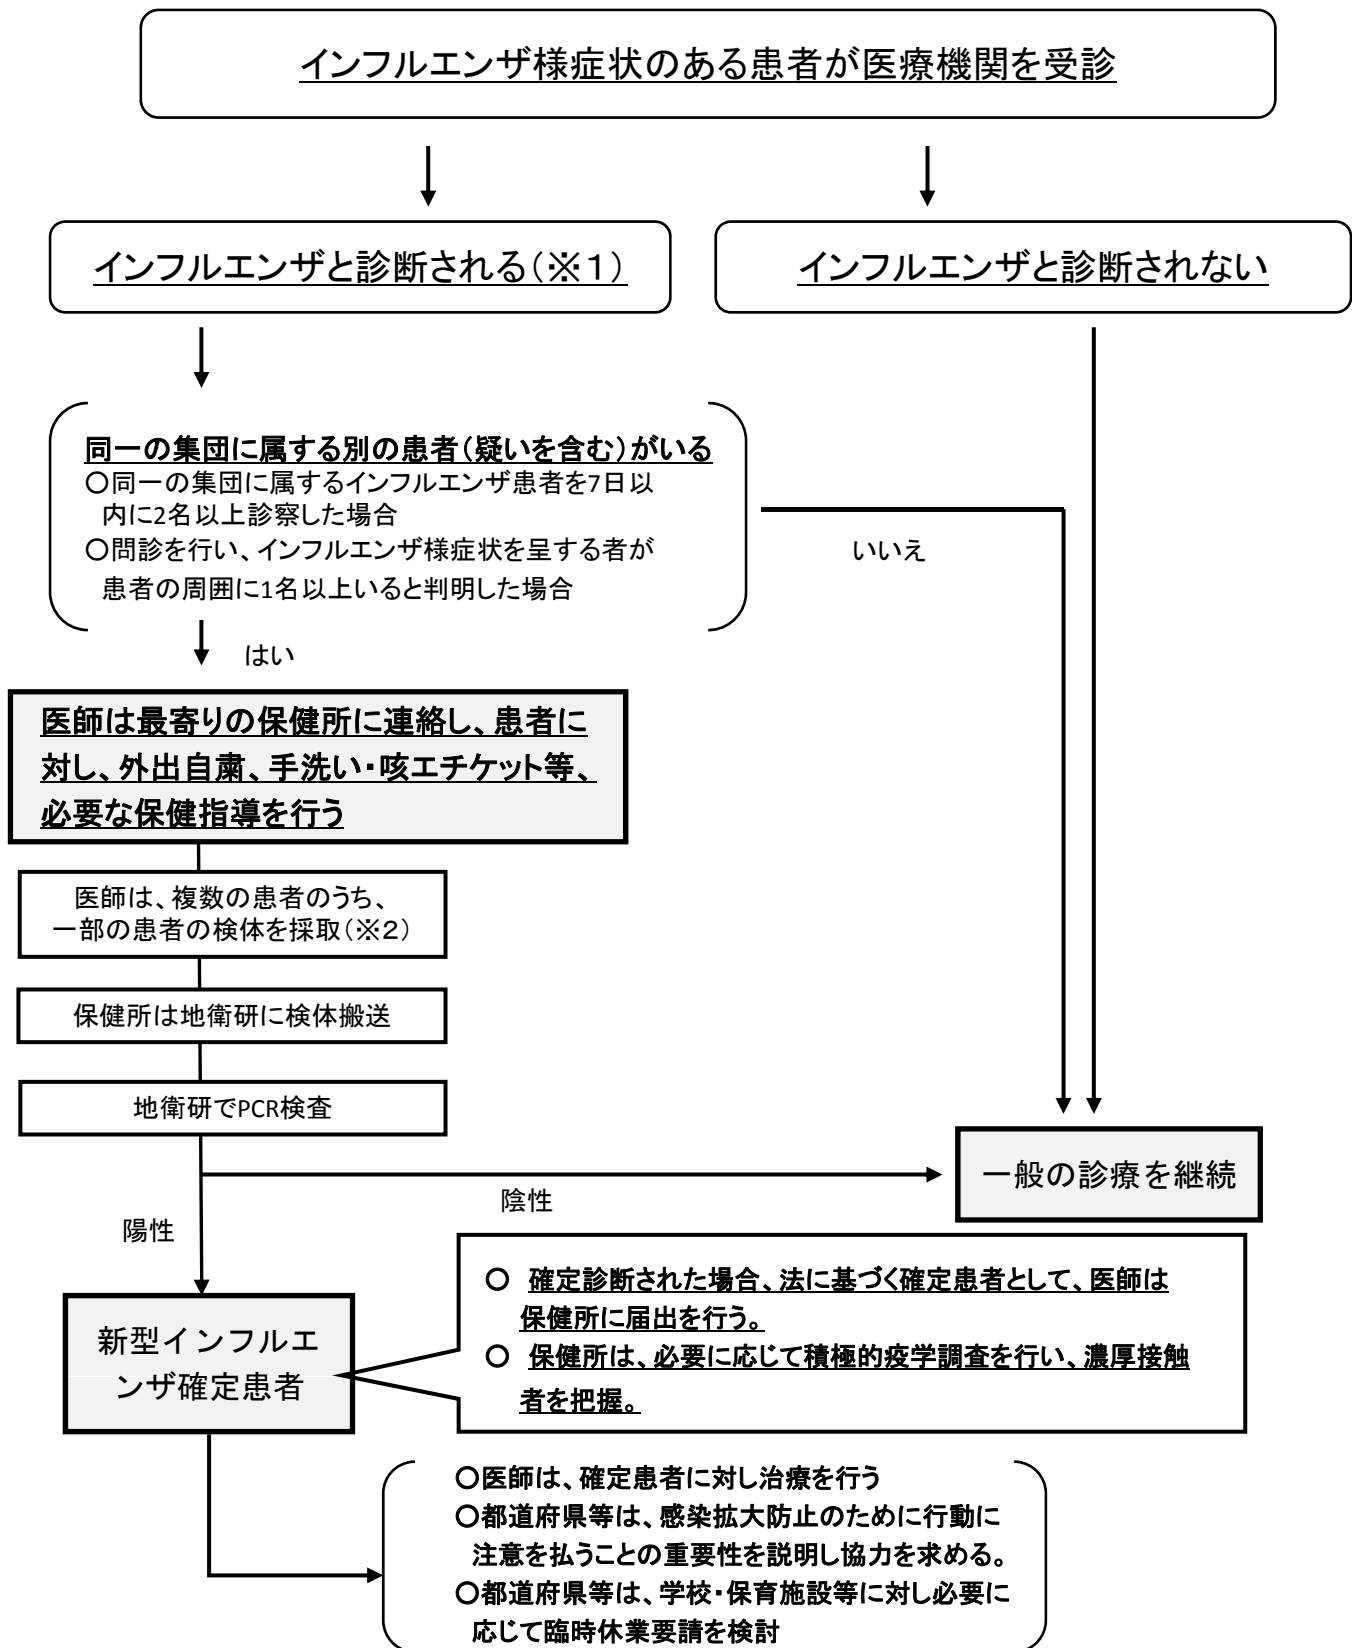 インフルエンザ様症状のある患者が医療機関を受診
インフルエンザと診断される(※1)
インフルエンザと診断されない
同一の集団に属する別の患者(疑いを含む)がいる
○同一の集団に属するインフルエンザ患者を7日以
内に2名以上診察した場合
○問診を行い、インフルエンザ様症状を呈する者が
患者の周囲に1名以上いると判明した場合
いいえ
はい
医師は最寄りの保健所に連絡し、患者に
対し、外出自粛、手洗い・咳エチケット等、
必要な保健指導を行う
医師は、複数の患者のうち、
一部の患者の検体を採取(※2)
保健所は地衛研に検体搬送
地衛研でPCR検査
一般の診療を継続
陰性
陽性
○ 確定診断された場合、法に基づく確定患者として、医師は
保健所に届出を行う。
○ 保健所は、必要に応じて積極的疫学調査を行い、濃厚接触
者を把握。
新型インフルエ
ンザ確定患者
○医師は、確定患者に対し治療を行う
○都道府県等は、感染拡大防止のために行動に
注意を払うことの重要性を説明し協力を求める。
○都道府県等は、学校・保育施設等に対し必要に
応じて臨時休業要請を検討